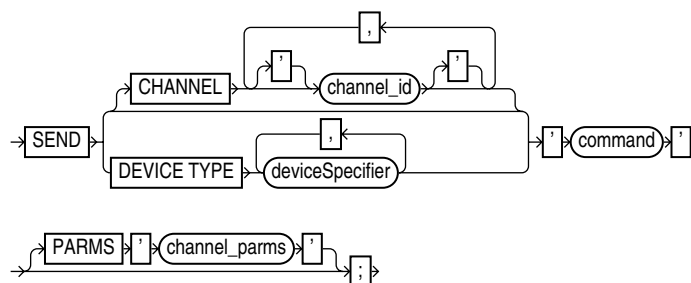 ,
CHANNEL ' channel_id '
SEND , ' command '
DEVICE TYPE deviceSpecifier
PARMS ' channel_parms '
;